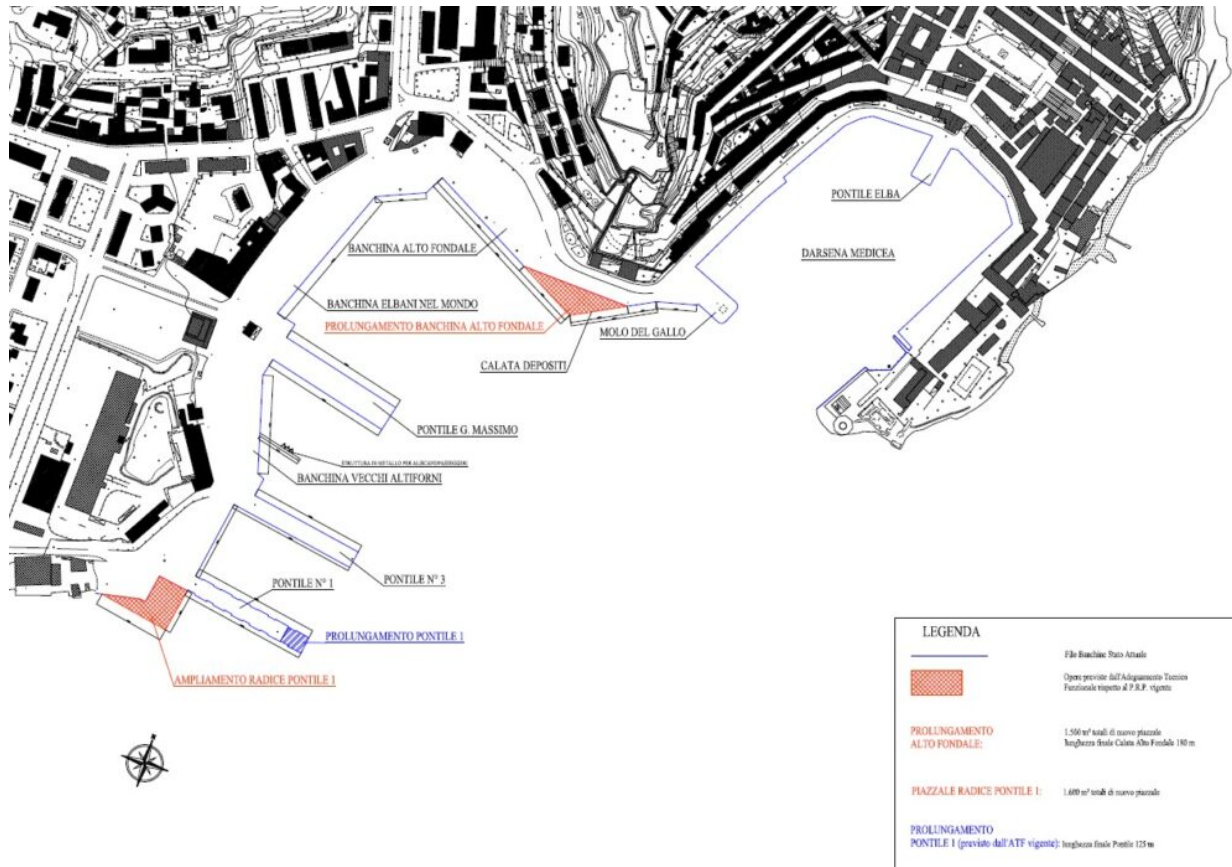 PONTILE ELBA
BANCHINA ALTO FONDALE
DARSENA MEDICEA
BANCHINA ELBANI NEL MONDO
PROLUNGAMENTO BANCHINA ALTO FONDALE
MOLO DEL GALLO
CALATA DEPOSITI
PONTILE G. MASSIMO
STRUTTURA IN METALLO PER
BANCHINA VECCHI ALTIFORNI
PONTILE N° 3
PONTILE N° 1
PROLUNGAMENTO PONTILE 1
AMPLIAMENTO RADICE PONTILE 1
LEGENDA
Filo Banchine Stato Attuale
Opere previste dall'Adeguamento Tecnico
Funzionale rispetto al P.R.P. vigente
PROLUNGAMENTO
ALTO FONDALE:
1.500 m² totali di nuovo piazzale
lunghezza finale Calata Alto Fondale 180 m
PIAZZALE RADICE PONTILE 1: 1.600 m² totali di nuovo piazzale
PROLUNGAMENTO
PONTILE 1 (previsto dall'ATF vigente): lunghezza finale Pontile 125 m